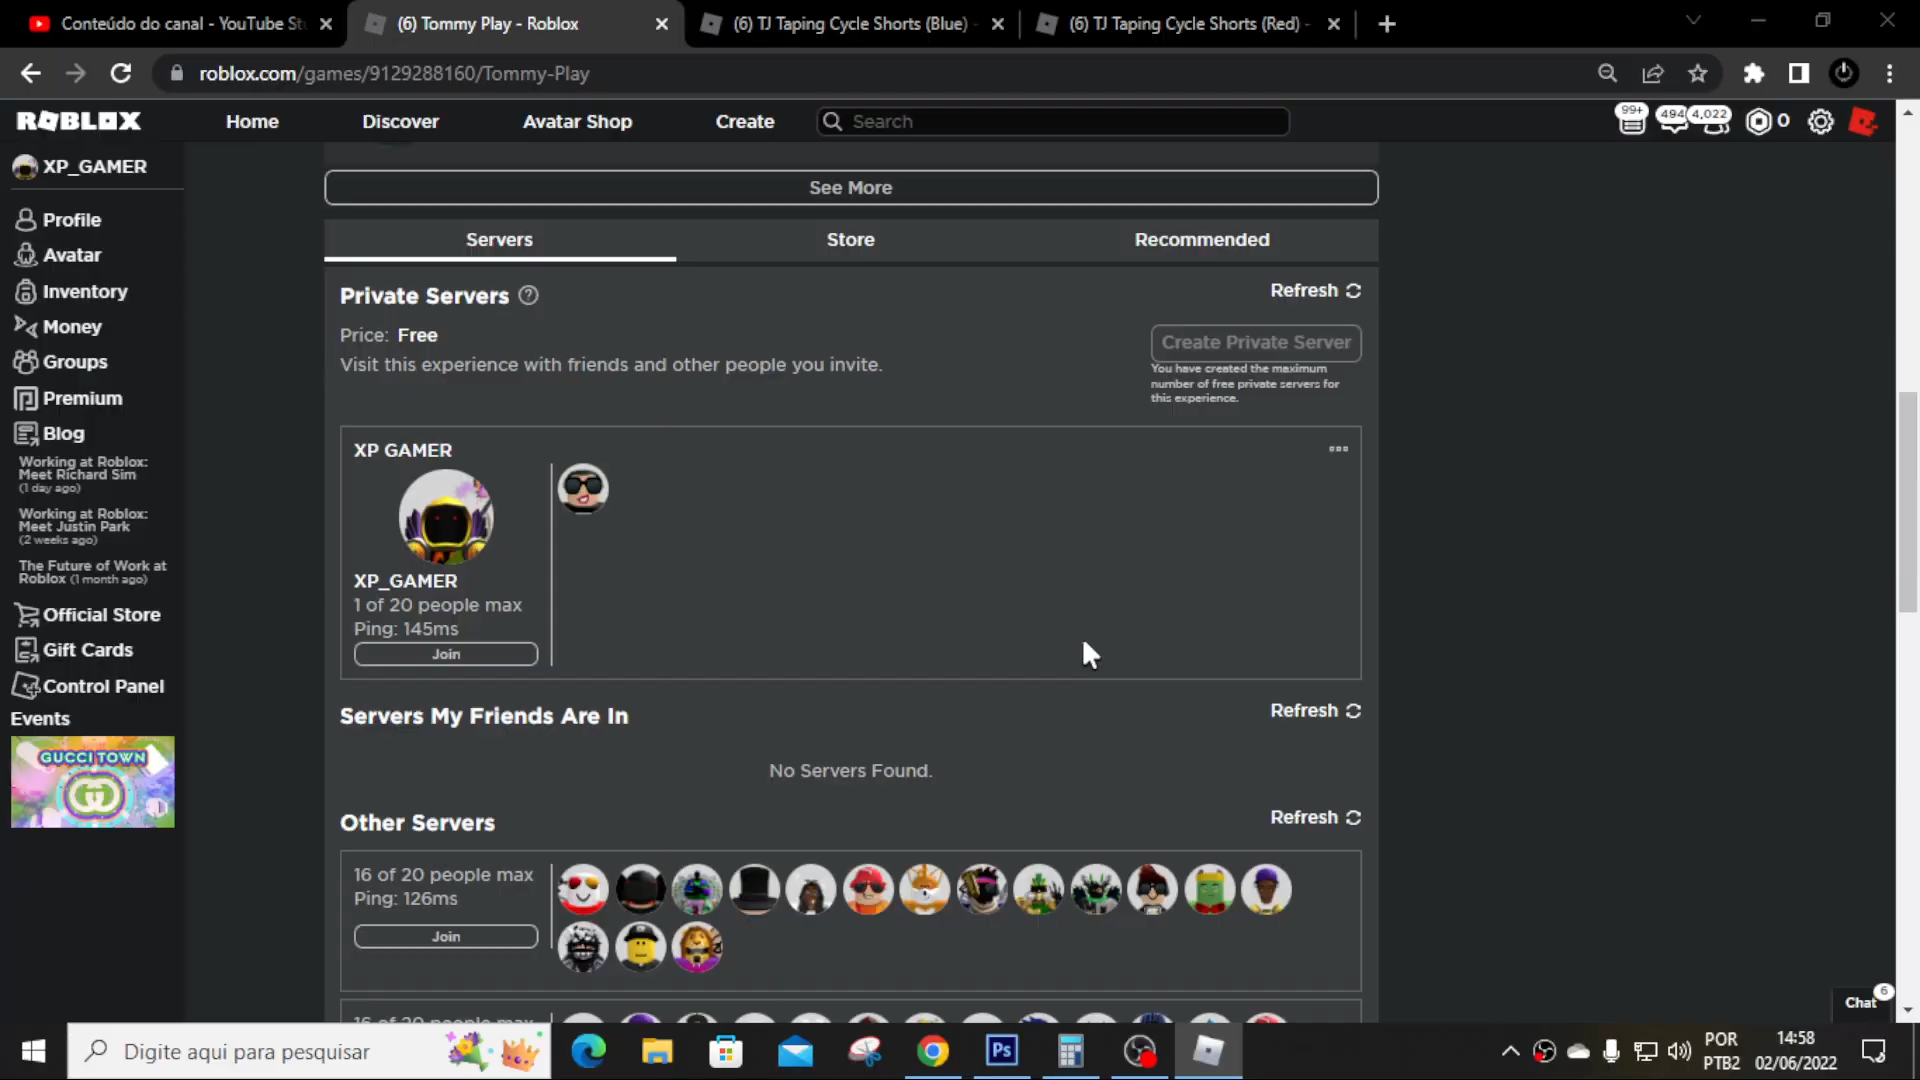 Conteúdo do canal - YouTube St
(6) Tommy Play - Roblox
(6) TJ Taping Cycle Shorts (Blue) -
(6) TJ Taping Cycle Shorts (Red) -
roblox.com/games/9129288160/Tommy-Play
ROBLOX
Home
Discover
Avatar Shop
Create
Search
99+
494
4,022
0
XP_GAMER
Profile
Avatar
Inventory
Money
Groups
Premium
Blog
Working at Roblox:
Meet Richard Sim
(1 day ago)
Working at Roblox:
Meet Justin Park
(2 weeks ago)
The Future of Work at
Roblox (1 month ago)
Official Store
Gift Cards
Control Panel
Events
GUCCI TOWN
See More
Servers
Store
Recommended
Private Servers
Refresh
Price: Free
Visit this experience with friends and other people you invite.
Create Private Server
You have created the maximum
number of free private servers for
this experience.
XP GAMER
XP_GAMER
1 of 20 people max
Ping: 145ms
Join
Servers My Friends Are In
Refresh
No Servers Found.
Other Servers
Refresh
16 of 20 people max
Ping: 126ms
Join
16 of 20 people max
Chat
6
Digite aqui para pesquisar
Ps
POR
PTB2
14:58
02/06/2022